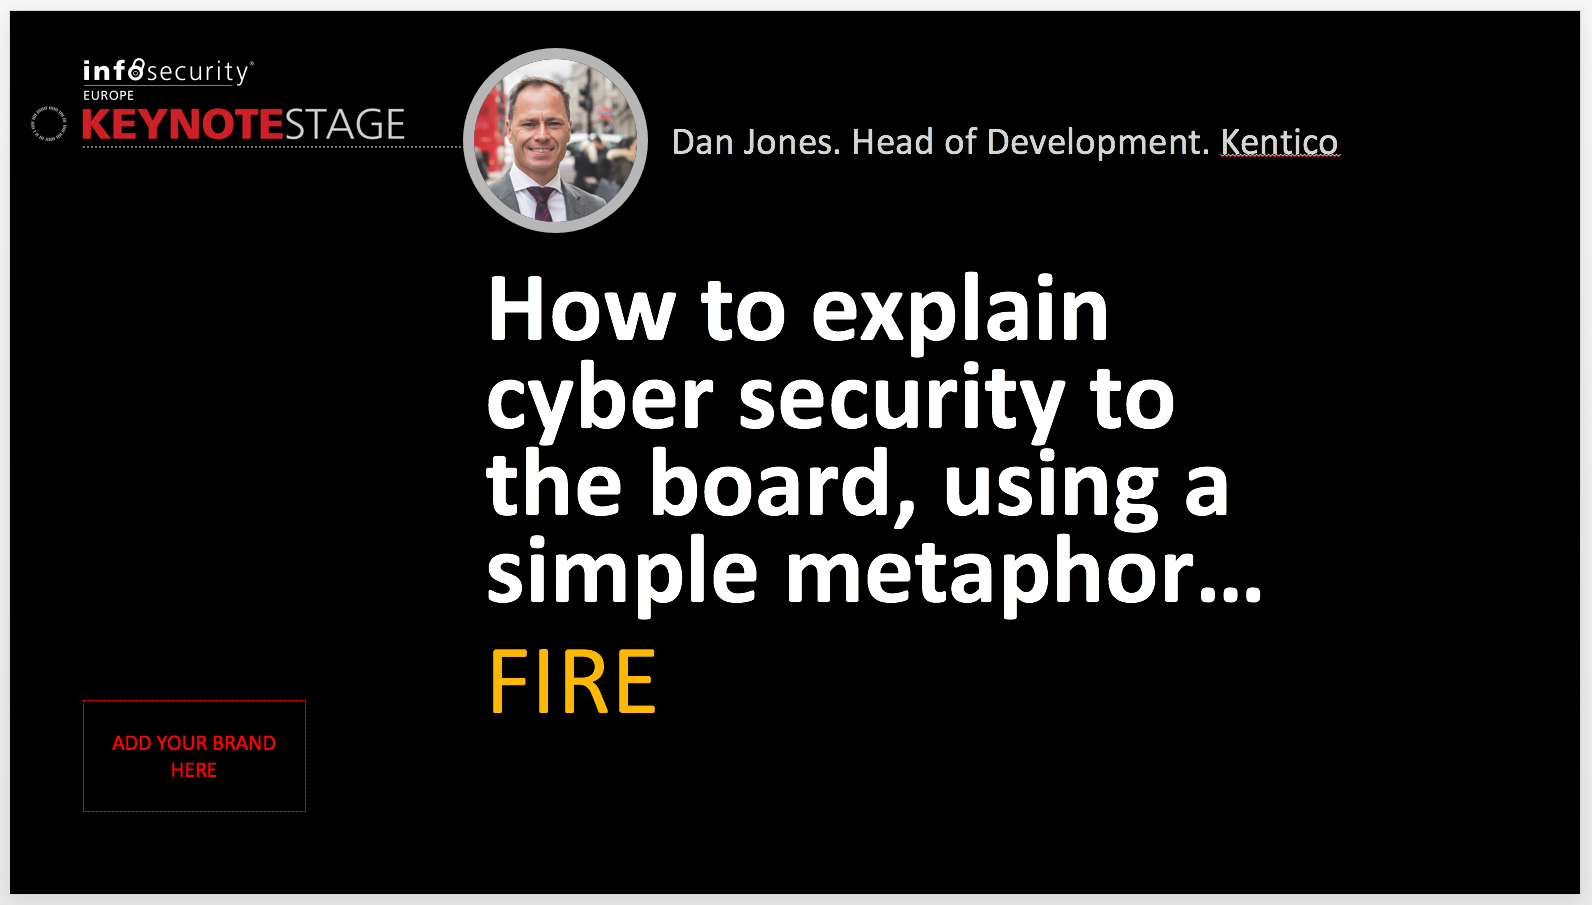 infosecurity®
EUROPE
KEYNOTESTAGE
Dan Jones. Head of Development. Kentico
How to explain
cyber security to
the board, using a
simple metaphor...
FIRE
ADD YOUR BRAND
HERE